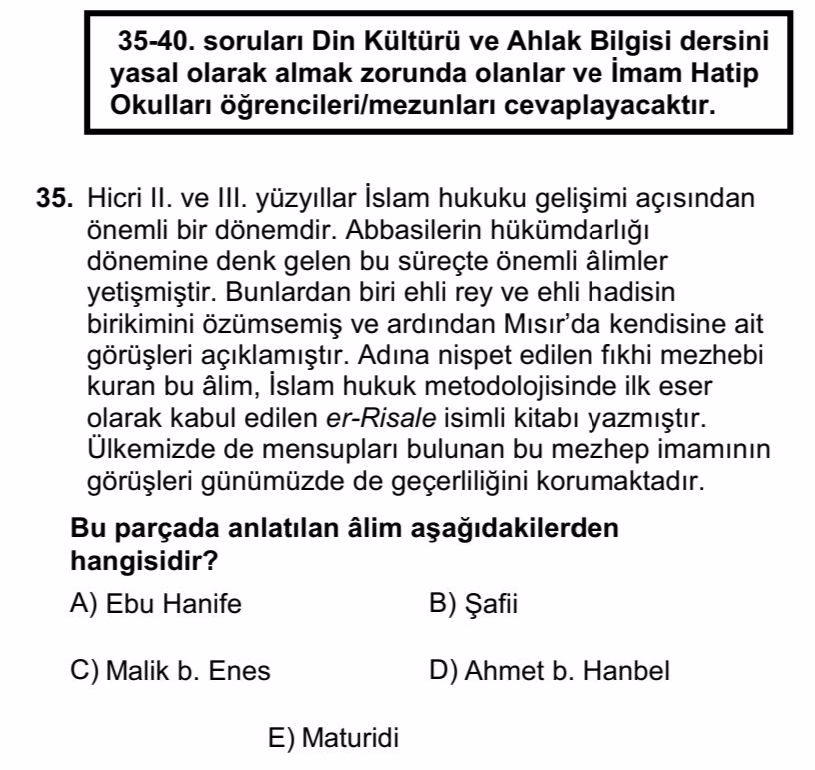 35-40. soruları Din Kültürü ve Ahlak Bilgisi dersini
yasal olarak almak zorunda olanlar ve İmam Hatip
Okulları öğrencileri/mezunları cevaplayacaktır.
35. Hicri II. ve III. yüzyıllar İslam hukuku gelişimi açısından
önemli bir dönemdir. Abbasilerin hükümdarlığı
dönemine denk gelen bu süreçte önemli âlimler
yetişmiştir. Bunlardan biri ehli rey ve ehli hadisin
birikimini özümsemiş ve ardından Mısır’da kendisine ait
görüşleri açıklamıştır. Adına nispet edilen fıkhi mezhebi
kuran bu âlim, İslam hukuk metodolojisinde ilk eser
olarak kabul edilen er-Risale isimli kitabı yazmıştır.
Ülkemizde de mensupları bulunan bu mezhep imamının
görüşleri günümüzde de geçerliliğini korumaktadır.
Bu parçada anlatılan âlim aşağıdakilerden
hangisidir?
A) Ebu Hanife B) Şafii
C) Malik b. Enes D) Ahmet b. Hanbel
E) Maturidi